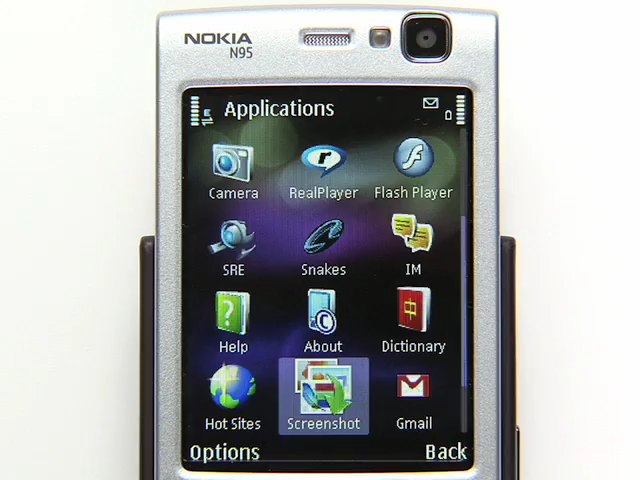 NOKIA
N95
Applications
Camera RealPlayer Flash Player
SRE Snakes IM
Help About Dictionary
Hot Sites Screenshot Gmail
Options Back